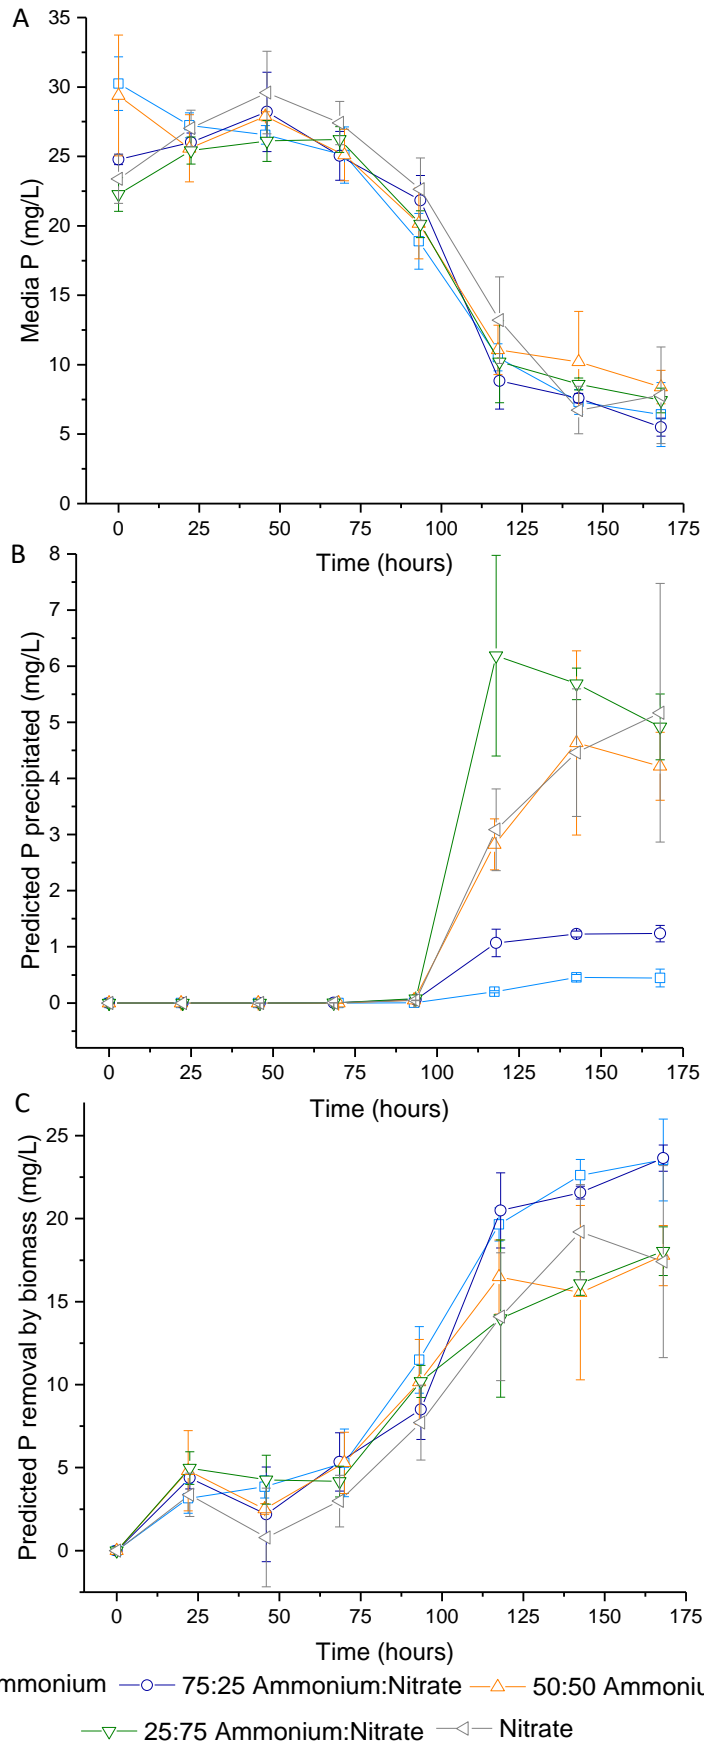 A
35
30
25
20
15
10
5
0
Media P (mg/L)
0 25 50 75 100 125 150 175
Time (hours)
B
8
7
6
5
4
3
2
1
0
Predicted P precipitated (mg/L)
0 25 50 75 100 125 150 175
Time (hours)
C
25
20
15
10
5
0
Predicted P removal by biomass (mg/L)
0 25 50 75 100 125 150 175
Time (hours)
mmonium 75:25 Ammonium:Nitrate 50:50 Ammoniu
25:75 Ammonium:Nitrate Nitrate